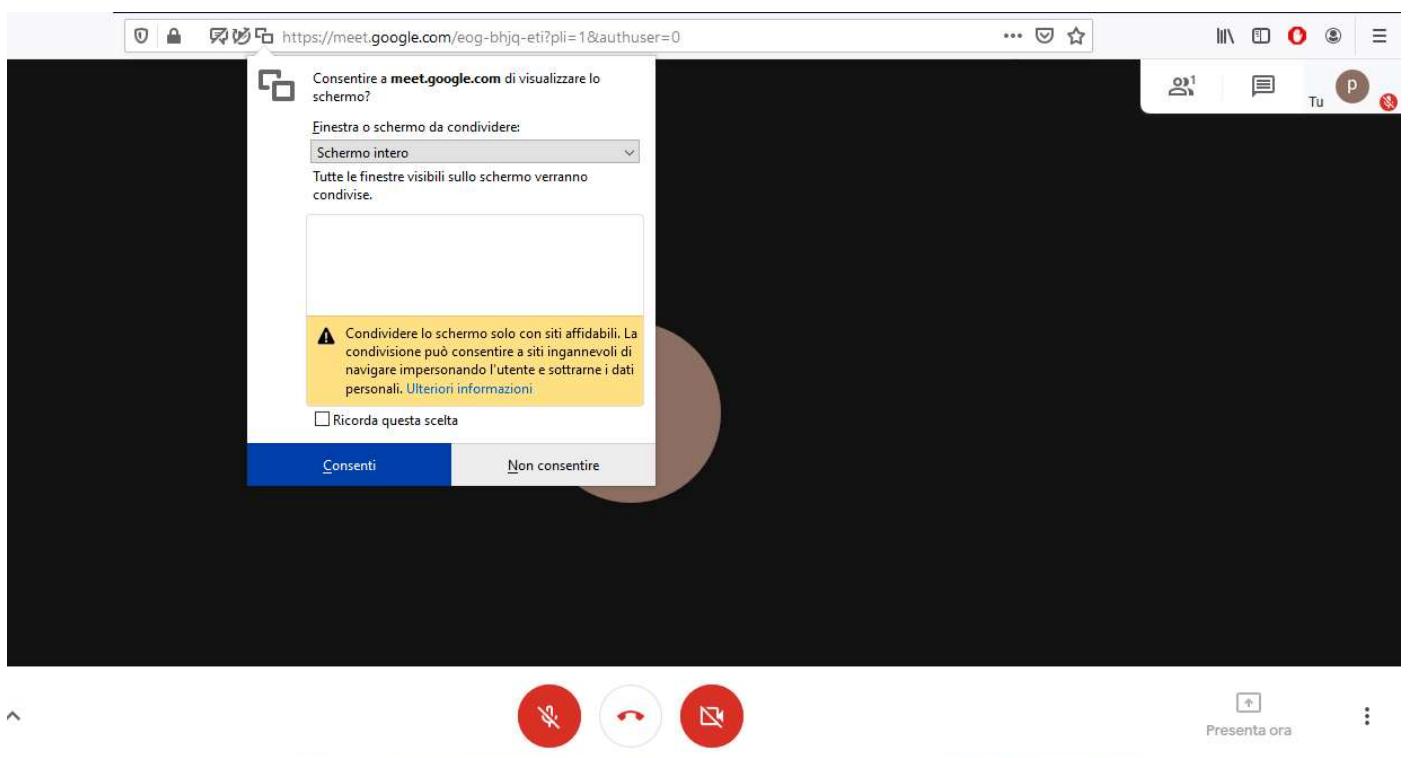 https://meet.google.com/eog-bhjq-eti?pli=1&authuser=0
Consentire a meet.google.com di visualizzare lo
schermo?
Finestra o schermo da condividere:
Schermo intero
Tutte le finestre visibili sullo schermo verranno
condivise.
Condividere lo schermo solo con siti affidabili. La
condivisione può consentire a siti ingannevoli di
navigare impersonando l'utente e sottrarne i dati
personali. Ulteriori informazioni
Ricorda questa scelta
Consenti
Non consentire
1
Tu
P
Presenta ora